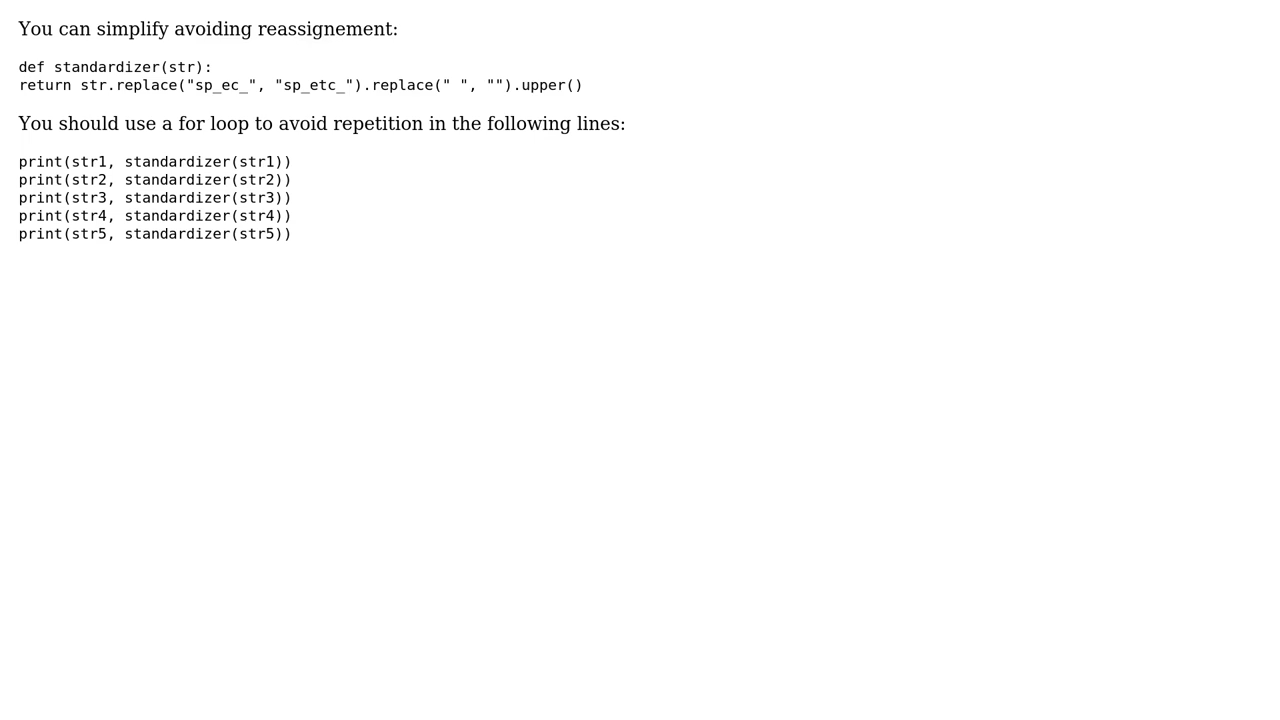 You can simplify avoiding reassignement:
def standardizer(str):
return str.replace("sp_ec_", "sp_etc_").replace(" ", "").upper()
You should use a for loop to avoid repetition in the following lines:
print(str1, standardizer(str1))
print(str2, standardizer(str2))
print(str3, standardizer(str3))
print(str4, standardizer(str4))
print(str5, standardizer(str5))